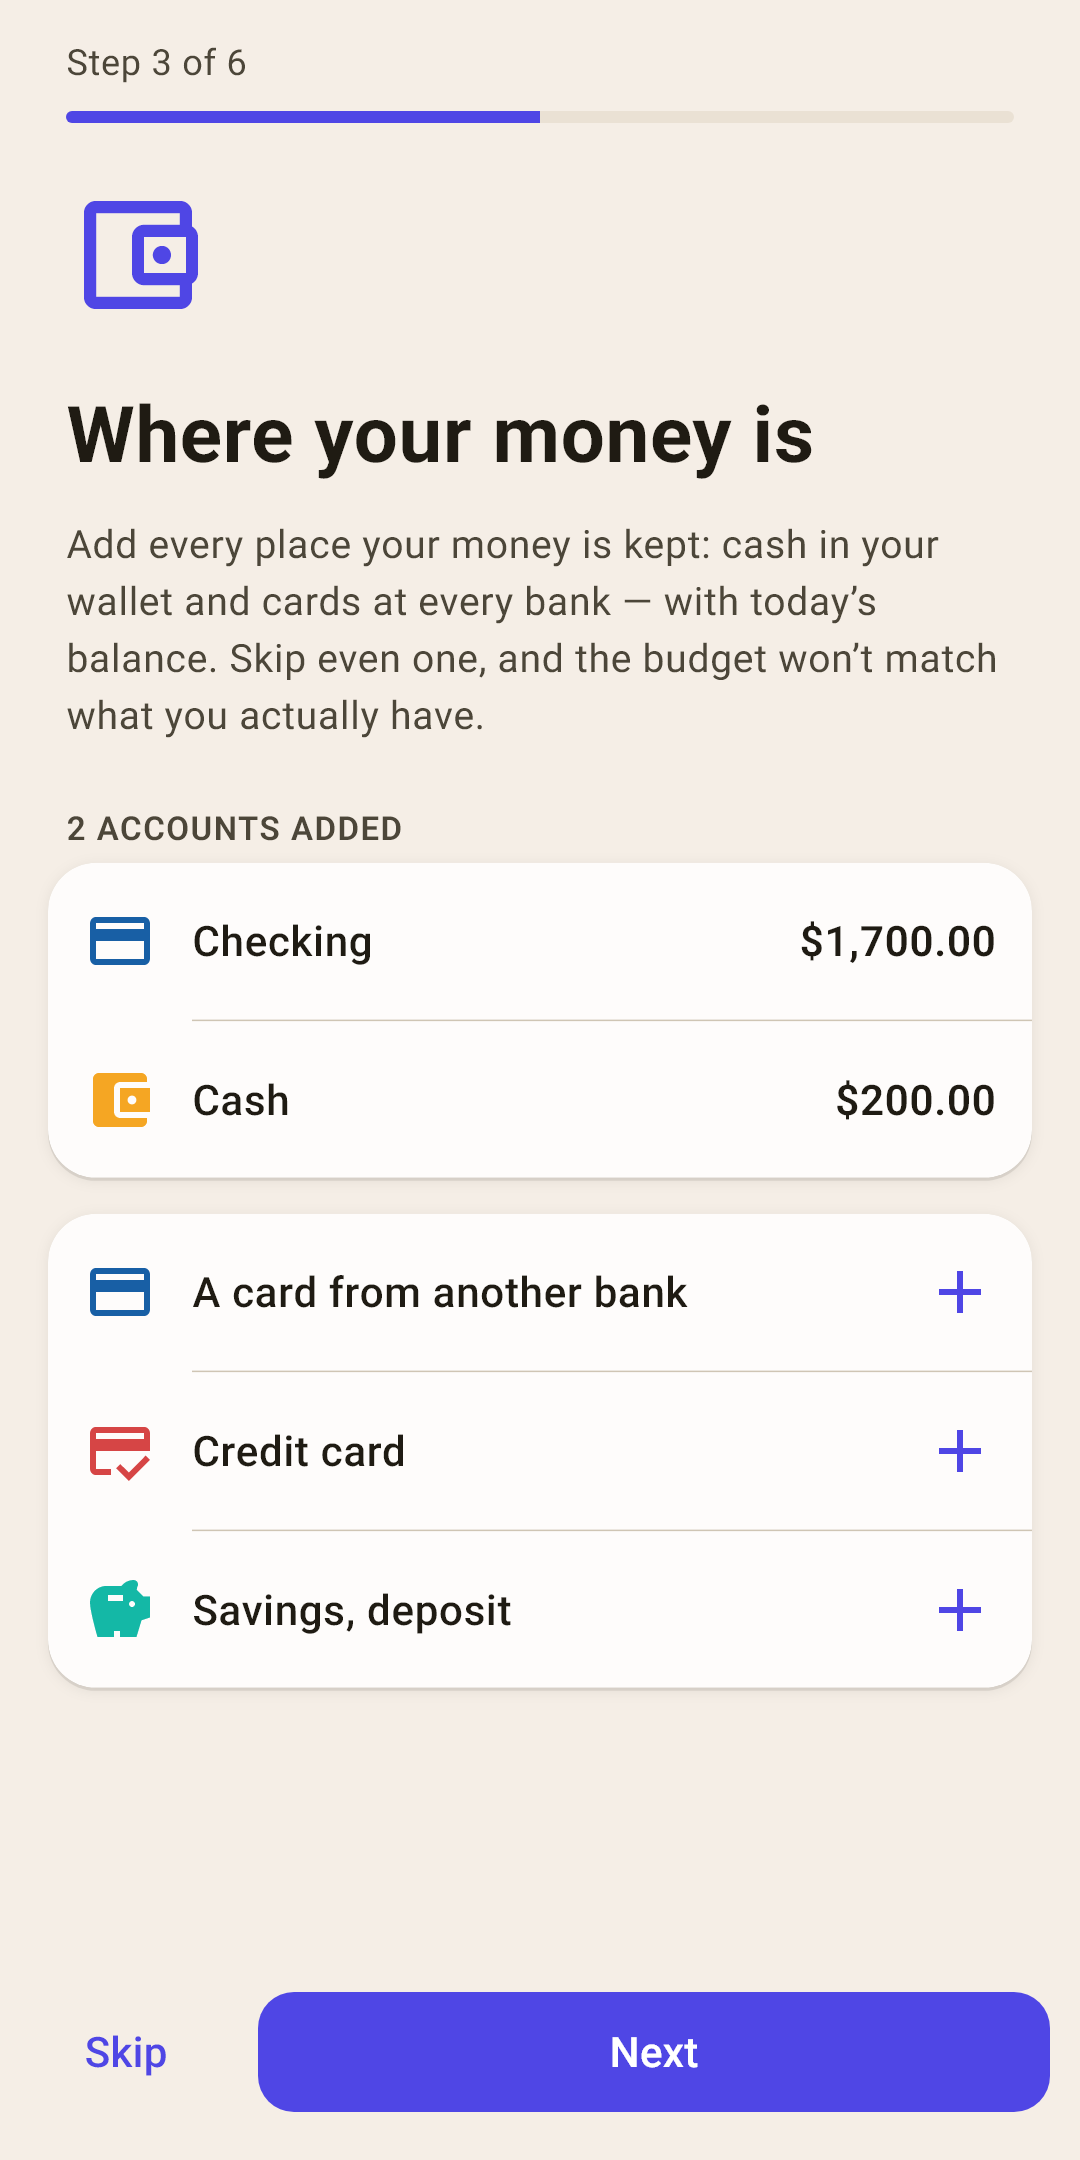 Step 3 of 6
Where your money is
Add every place your money is kept: cash in your
wallet and cards at every bank — with today’s
balance. Skip even one, and the budget won’t match
what you actually have.
2 ACCOUNTS ADDED
Checking $1,700.00
Cash $200.00
A card from another bank
Credit card
Savings, deposit
Skip Next